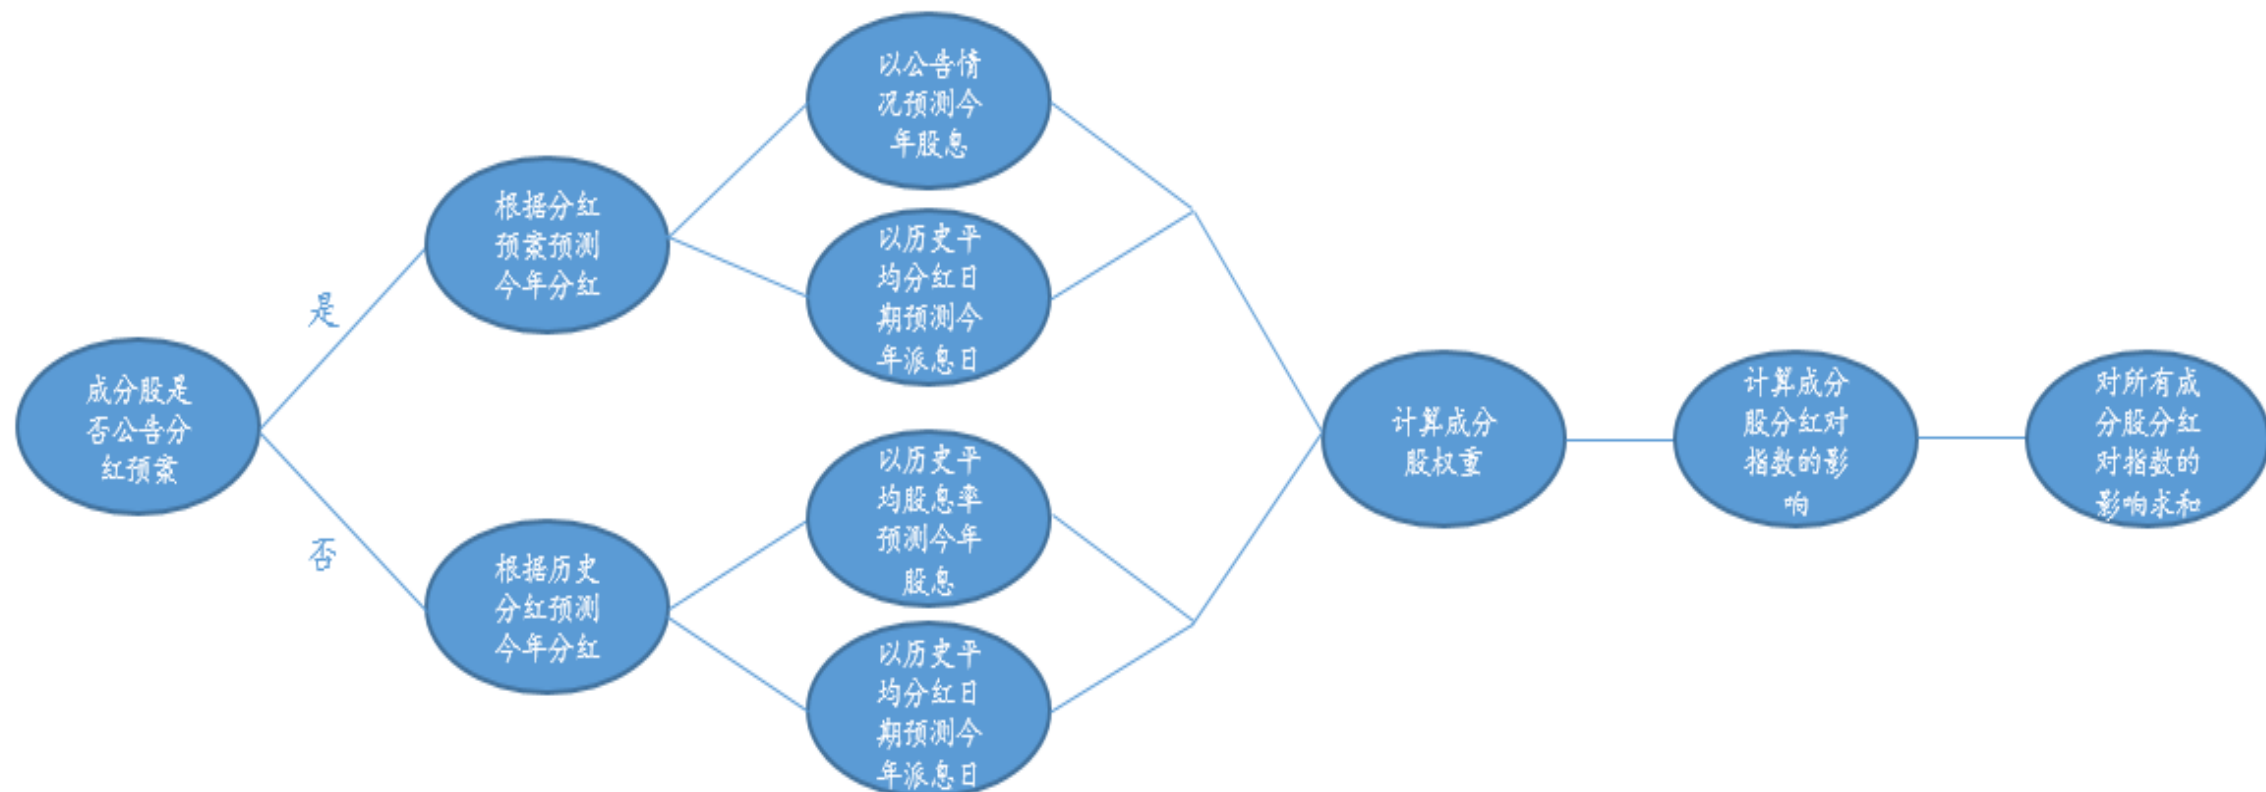 成分股是
否公告分
红预案
是
否
根据分红
预案预测
今年分红
根据历史
分红预测
今年分红
以公告情
况预测今
年股息
以历史平
均分红日
期预测今
年派息日
以历史平
均股息率
预测今年
股息
以历史平
均分红日
期预测今
年派息日
计算成分
股权重
计算成分
股分红对
指数的影
响
对所有成
分股分红
对指数的
影响求和